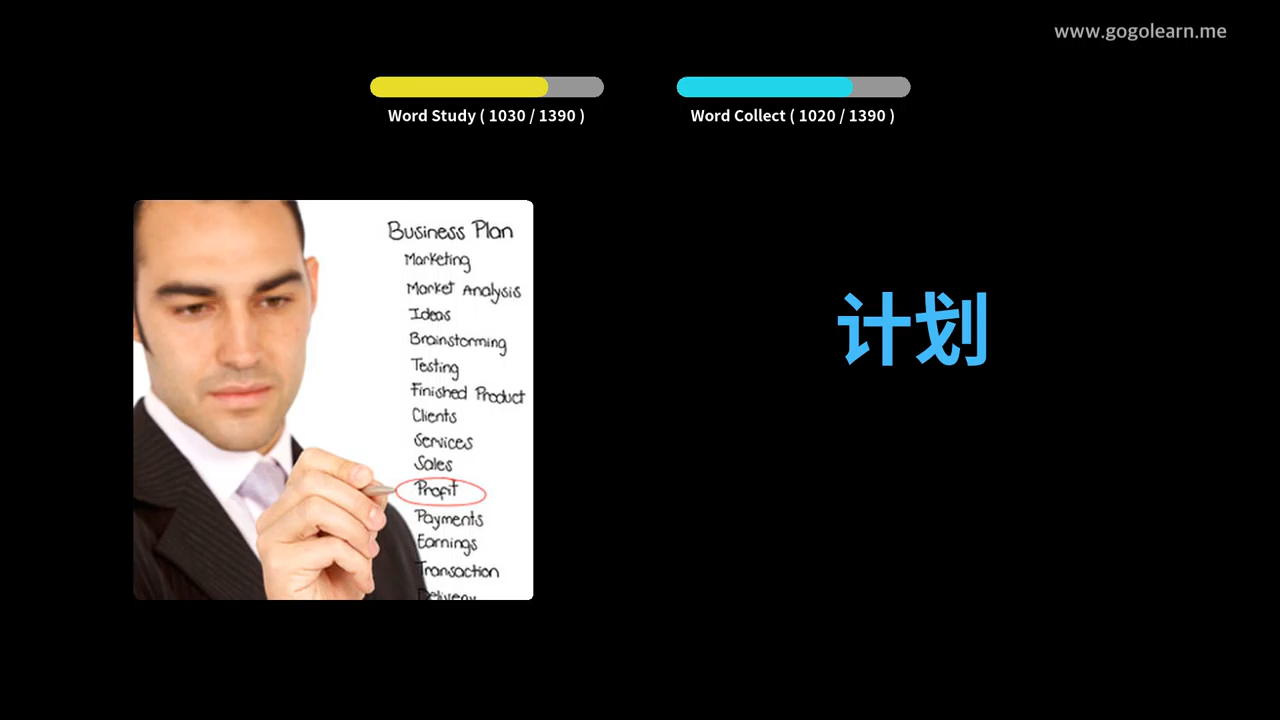 www.gogolearn.me
Word Study ( 1030 / 1390 )
Word Collect ( 1020 / 1390 )
Business Plan
Marketing
Market Analysis
Ideas
Brainstorming
Testing
Finished Product
Clients
Services
Sales
Profit
Payments
Earnings
Transaction
Delivery
计划